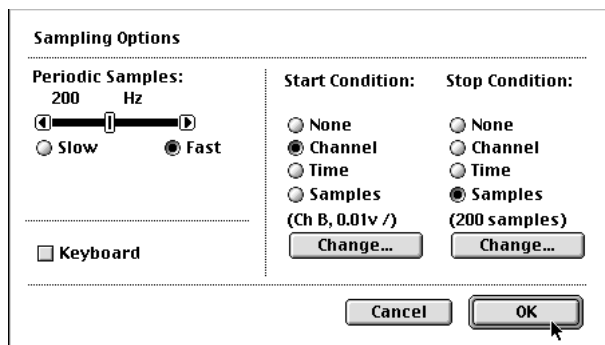 Sampling Options
Periodic Samples:
200 Hz
Slow Fast
Keyboard
Start Condition:
None
Channel
Time
Samples
(Ch B, 0.01v /)
Change...
Stop Condition:
None
Channel
Time
Samples
(200 samples)
Change...
Cancel OK